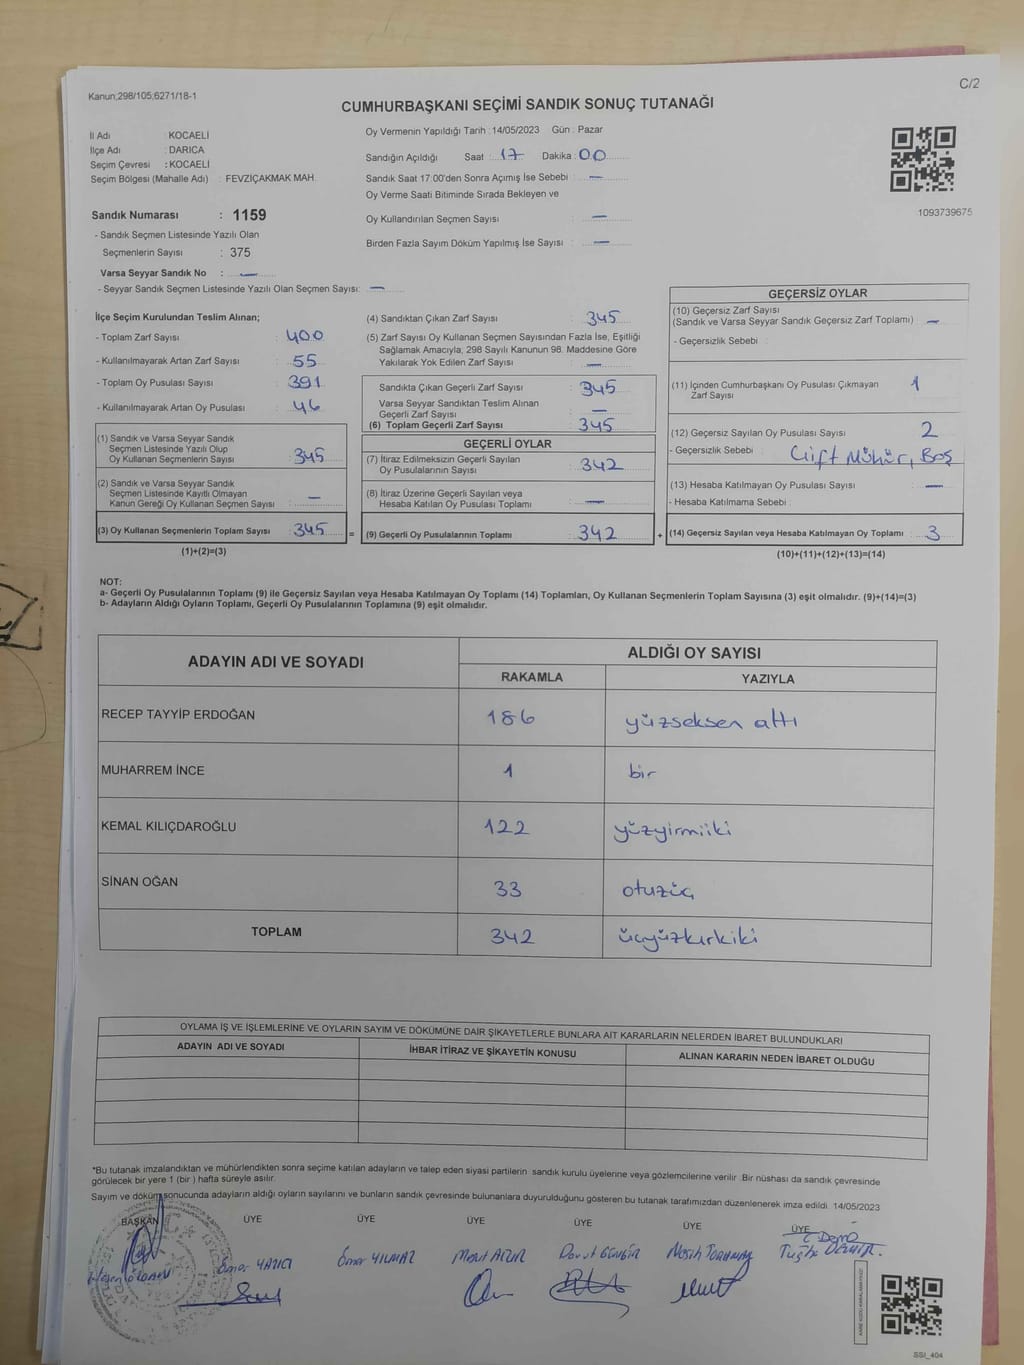 Kanun;298/105;6271/18-1
C/2
CUMHURBAŞKANI SEÇİMİ SANDIK SONUÇ TUTANAĞI
İl Adı : KOCAELİ
İlçe Adı : DARICA
Seçim Çevresi : KOCAELİ
Seçim Bölgesi (Mahalle Adı) : FEVZİÇAKMAK MAH.
Oy Vermenin Yapıldığı Tarih : 14/05/2023 Gün : Pazar
Sandığın Açıldığı Saat : 17 Dakika : 00
Sandık Saat 17:00'den Sonra Açımış İse Sebebi : —
Oy Verme Saati Bitiminde Sırada Bekleyen ve
Oy Kullandırılan Seçmen Sayısı : —
Birden Fazla Sayım Döküm Yapılmış İse Sayısı : —
1093739675
Sandık Numarası : 1159
- Sandık Seçmen Listesinde Yazılı Olan
Seçmenlerin Sayısı : 375
Varsa Seyyar Sandık No : —
- Seyyar Sandık Seçmen Listesinde Yazılı Olan Seçmen Sayısı: —
İlçe Seçim Kurulundan Teslim Alınan;
- Toplam Zarf Sayısı : 400
- Kullanılmayarak Artan Zarf Sayısı : 55
- Toplam Oy Pusulası Sayısı : 391
- Kullanılmayarak Artan Oy Pusulası : 46
(1) Sandık ve Varsa Seyyar Sandık
Seçmen Listesinde Yazılı Olup
Oy Kullanan Seçmenlerin Sayısı : 345
(2) Sandık ve Varsa Seyyar Sandık
Seçmen Listesinde Kayıtlı Olmayan
Kanun Gereği Oy Kullanan Seçmen Sayısı : —
(3) Oy Kullanan Seçmenlerin Toplam Sayısı : 345
(1)+(2)=(3)
(4) Sandıktan Çıkan Zarf Sayısı : 345
(5) Zarf Sayısı Oy Kullanan Seçmen Sayısından Fazla İse, Eşitliği
Sağlamak Amacıyla, 298 Sayılı Kanunun 98. Maddesine Göre
Yakılarak Yok Edilen Zarf Sayısı : —
Sandıkta Çıkan Geçerli Zarf Sayısı : 345
Varsa Seyyar Sandıktan Teslim Alınan
Geçerli Zarf Sayısı : —
(6) Toplam Geçerli Zarf Sayısı : 345
GEÇERLİ OYLAR
(7) İtiraz Edilmeksizin Geçerli Sayılan
Oy Pusulalarının Sayısı : 342
(8) İtiraz Üzerine Geçerli Sayılan veya
Hesaba Katılan Oy Pusulası Toplamı : —
= (9) Geçerli Oy Pusulalarının Toplamı : 342
GEÇERSİZ OYLAR
(10) Geçersiz Zarf Sayısı
(Sandık ve Varsa Seyyar Sandık Geçersiz Zarf Toplamı) : —
- Geçersizlik Sebebi :
(11) İçinden Cumhurbaşkanı Oy Pusulası Çıkmayan
Zarf Sayısı : 1
(12) Geçersiz Sayılan Oy Pusulası Sayısı : 2
- Geçersizlik Sebebi : Çift Mühür, Boş
(13) Hesaba Katılmayan Oy Pusulası Sayısı : —
- Hesaba Katılmama Sebebi :
+ (14) Geçersiz Sayılan veya Hesaba Katılmayan Oy Toplamı : 3
(10)+(11)+(12)+(13)=(14)
NOT:
a- Geçerli Oy Pusulalarının Toplamı (9) ile Geçersiz Sayılan veya Hesaba Katılmayan Oy Toplamı (14) Toplamları, Oy Kullanan Seçmenlerin Toplam Sayısına (3) eşit olmalıdır. (9)+(14)=(3)
b- Adayların Aldığı Oyların Toplamı, Geçerli Oy Pusulalarının Toplamına (9) eşit olmalıdır.
ADAYIN ADI VE SOYADI
ALDIĞI OY SAYISI
RAKAMLA YAZIYLA
RECEP TAYYİP ERDOĞAN 186 yüzseksen altı
MUHARREM İNCE 1 bir
KEMAL KILIÇDAROĞLU 122 yüzyirmiiki
SİNAN OĞAN 33 otuzüç
TOPLAM 342 üçyüzkırkiki
OYLAMA İŞ VE İŞLEMLERİNE VE OYLARIN SAYIM VE DÖKÜMÜNE DAİR ŞİKAYETLERLE BUNLARA AİT KARARLARIN NELERDEN İBARET BULUNDUKLARI
ADAYIN ADI VE SOYADI İHBAR İTİRAZ VE ŞİKAYETİN KONUSU ALINAN KARARIN NEDEN İBARET OLDUĞU
*Bu tutanak imzalandıktan ve mühürlendikten sonra seçime katılan adayların ve talep eden siyasi partilerin sandık kurulu üyelerine veya gözlemcilerine verilir. Bir nüshası da sandık çevresinde
görülecek bir yere 1 (bir ) hafta süreyle asılır.
Sayım ve döküm sonucunda adayların aldığı oyların sayılarını ve bunların sandık çevresinde bulunanlara duyurulduğunu gösteren bu tutanak tarafımızdan düzenlenerek imza edildi. 14/05/2023
BAŞKAN ÜYE ÜYE ÜYE ÜYE ÜYE ÜYE
Ömer YAZICI Ömer YILMAZ Mesut ACUR Davut GÜNGÖR Tuğba DEMİR
SSI_404